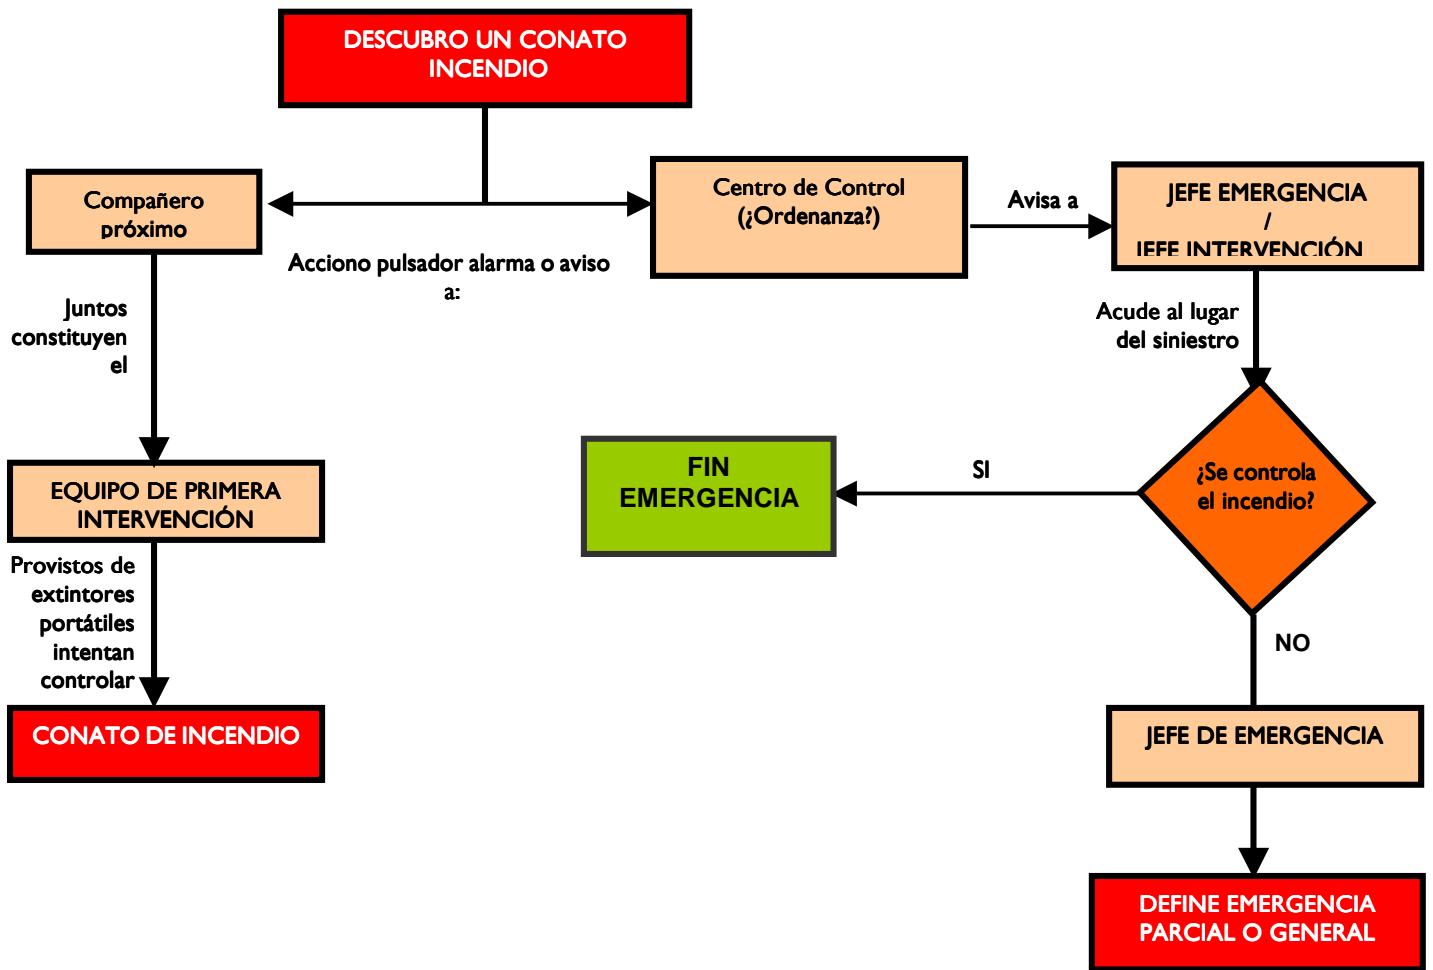 DESCUBRO UN CONATO
INCENDIO
Compañero
próximo
Centro de Control
(¿Ordenanza?)
Avisa a
JEFE EMERGENCIA
/
JEFE INTERVENCIÓN
Acciono pulsador alarma o aviso
a:
Juntos
constituyen
el
Acude al lugar
del siniestro
EQUIPO DE PRIMERA
INTERVENCIÓN
FIN
EMERGENCIA
SI
¿Se controla
el incendio?
Provistos de
extintores
portátiles
intentan
controlar
NO
CONATO DE INCENDIO
JEFE DE EMERGENCIA
DEFINE EMERGENCIA
PARCIAL O GENERAL